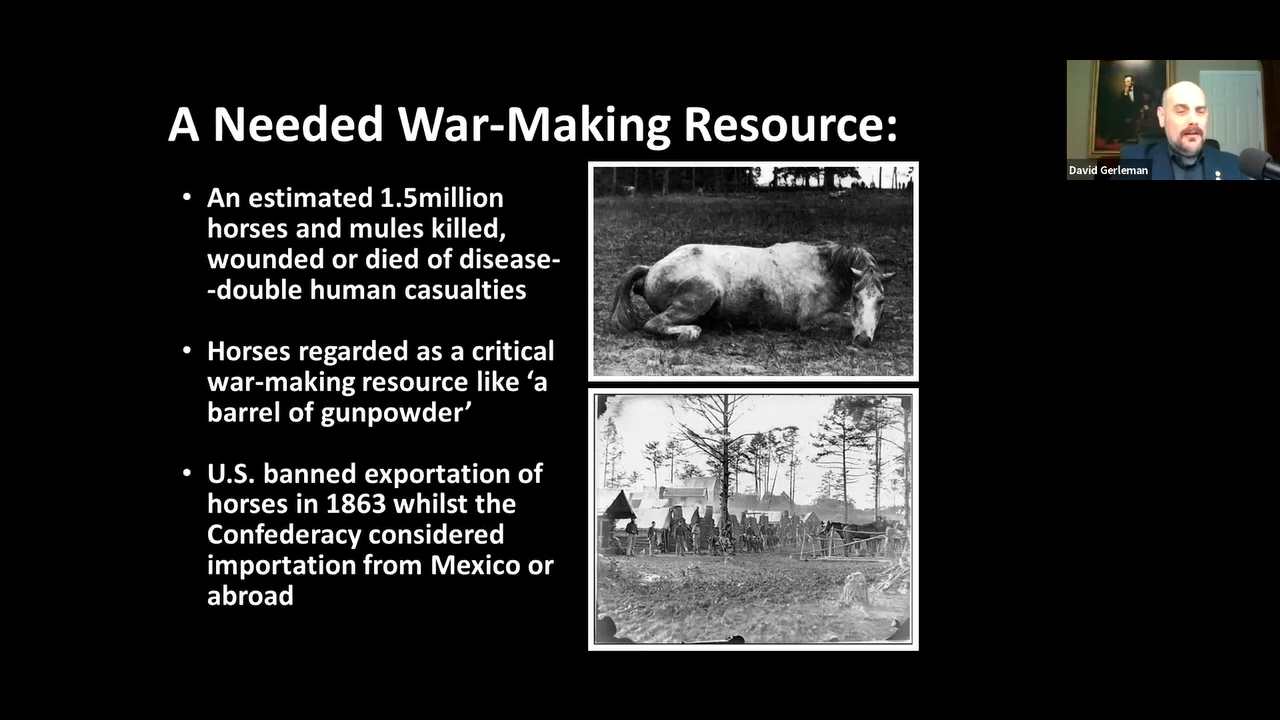 A Needed War-Making Resource:
• An estimated 1.5million
horses and mules killed,
wounded or died of disease-
-double human casualties
• Horses regarded as a critical
war-making resource like ‘a
barrel of gunpowder’
• U.S. banned exportation of
horses in 1863 whilst the
Confederacy considered
importation from Mexico or
abroad
David Gerleman